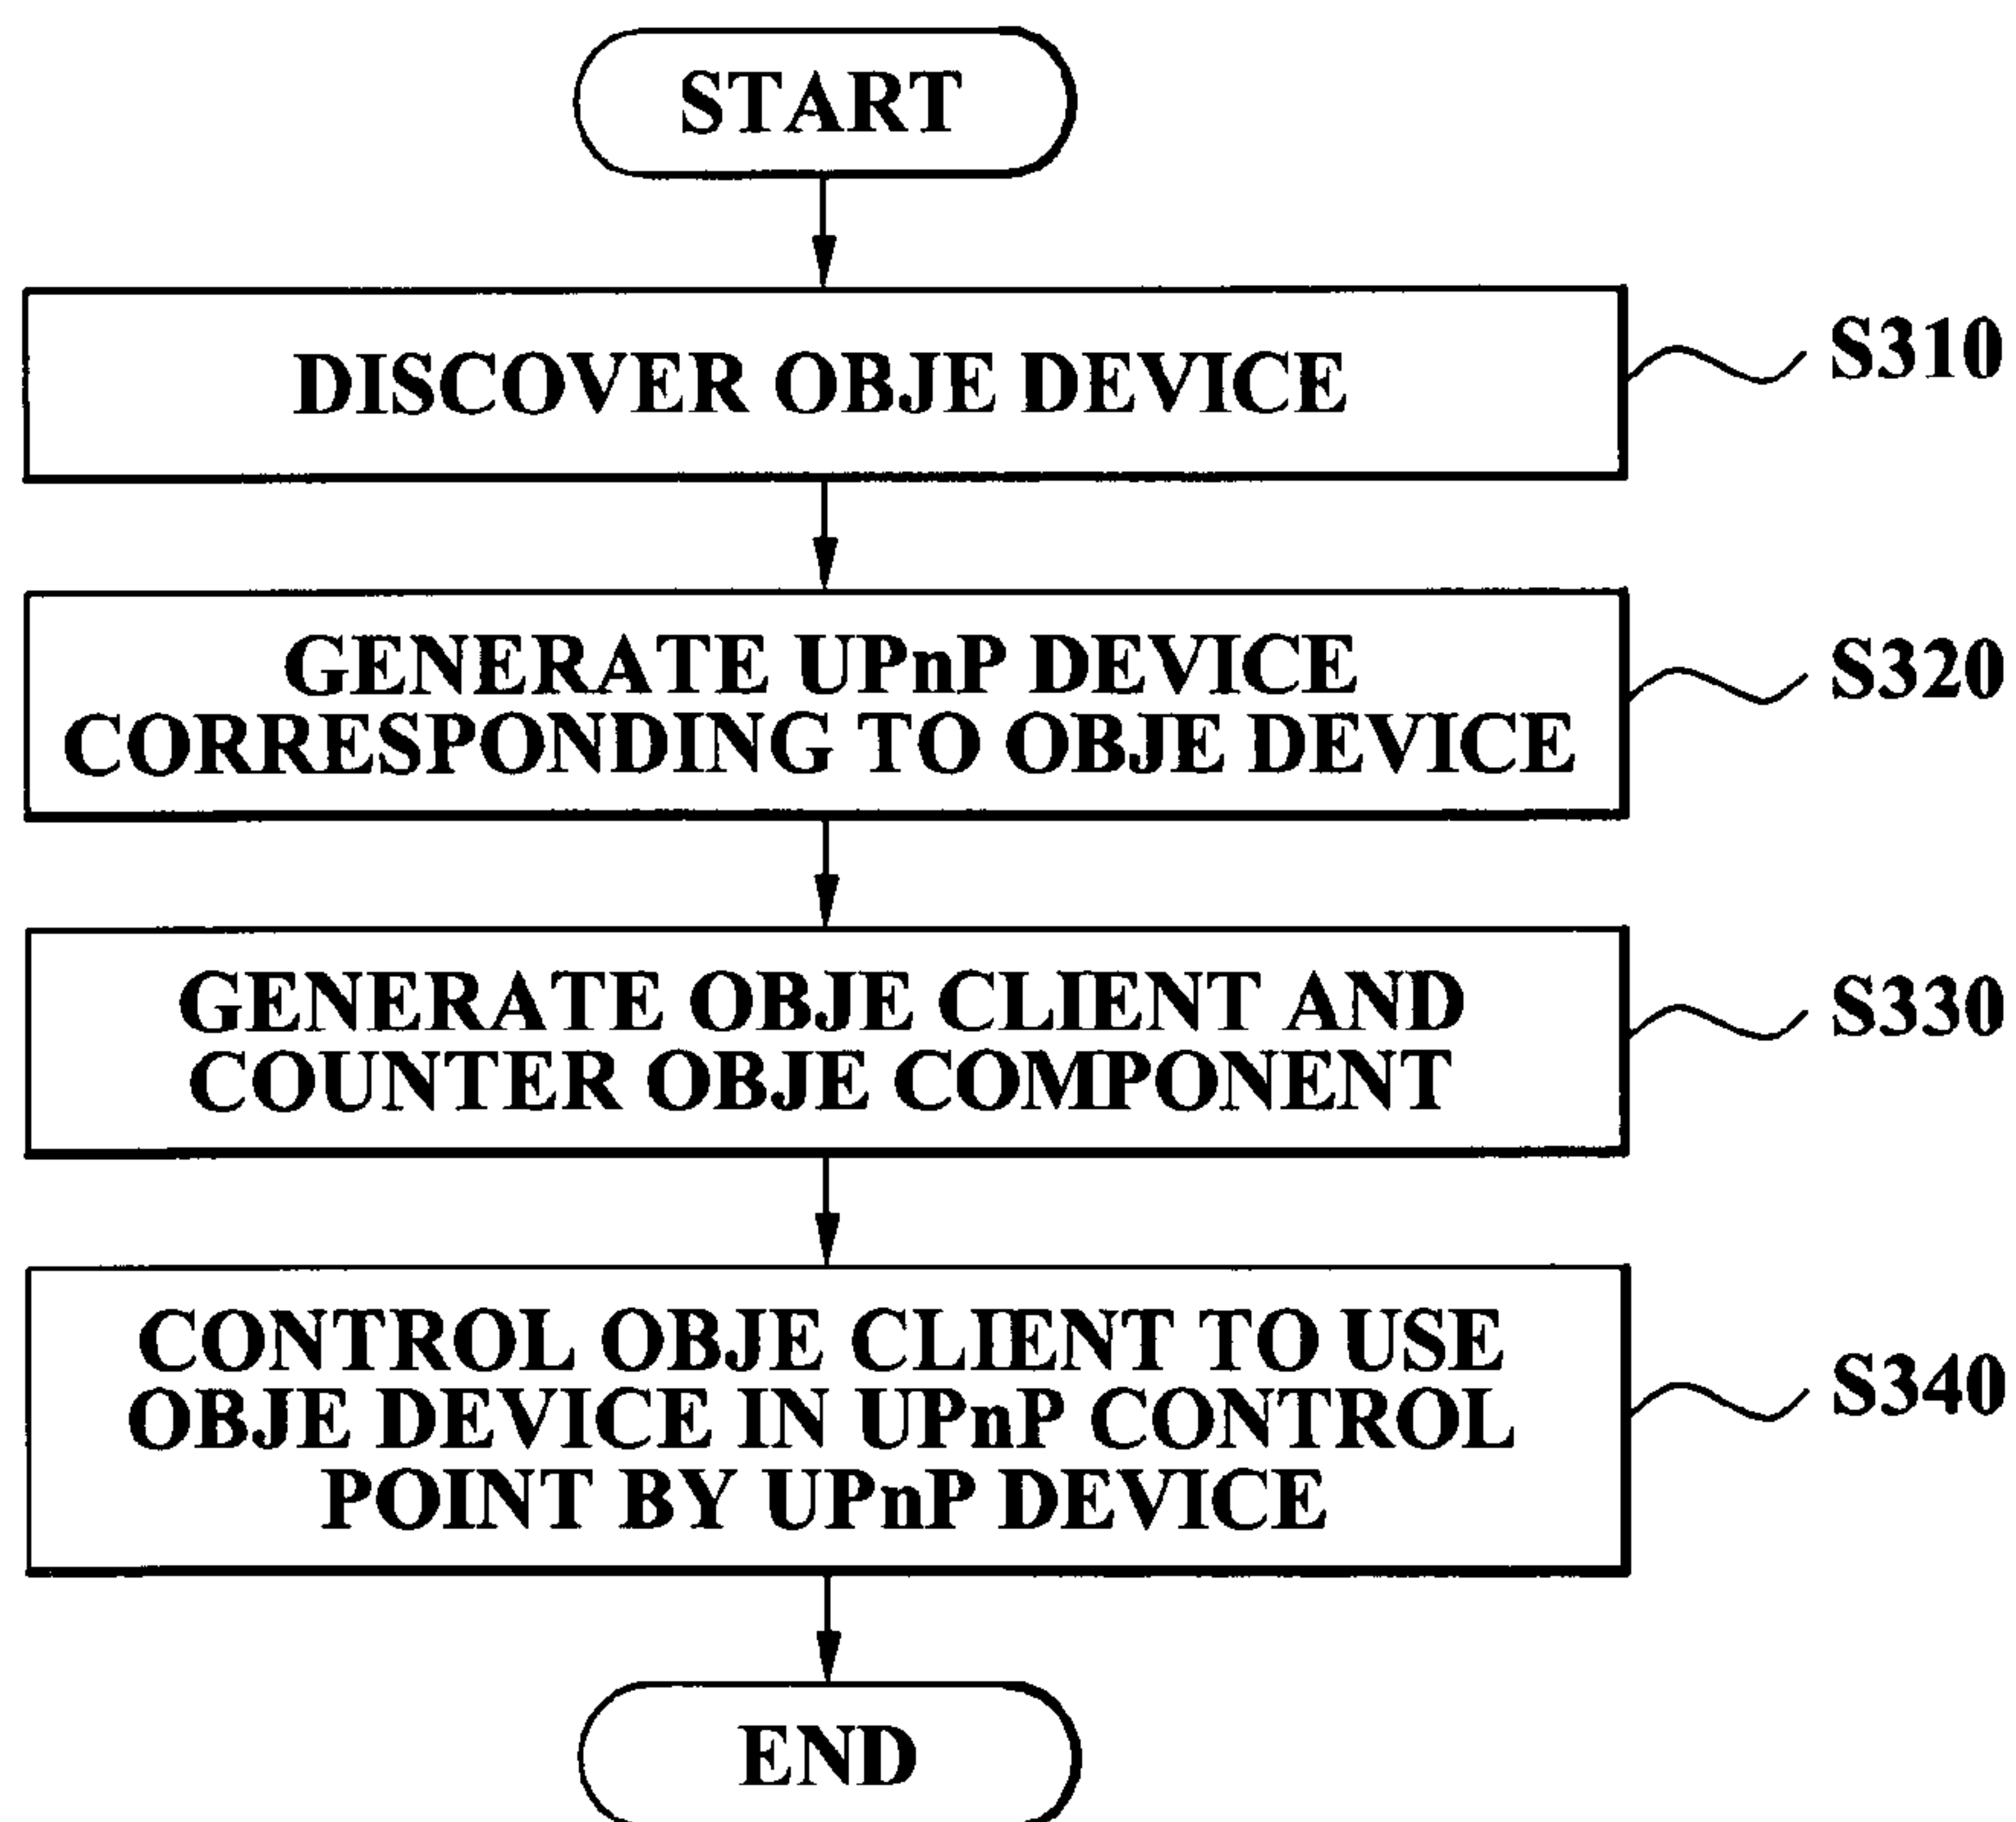 START
DISCOVER OBJE DEVICE
S310
GENERATE UPnP DEVICE
CORRESPONDING TO OBJE DEVICE
S320
GENERATE OBJE CLIENT AND
COUNTER OBJE COMPONENT
S330
CONTROL OBJE CLIENT TO USE
OBJE DEVICE IN UPnP CONTROL
POINT BY UPnP DEVICE
S340
END